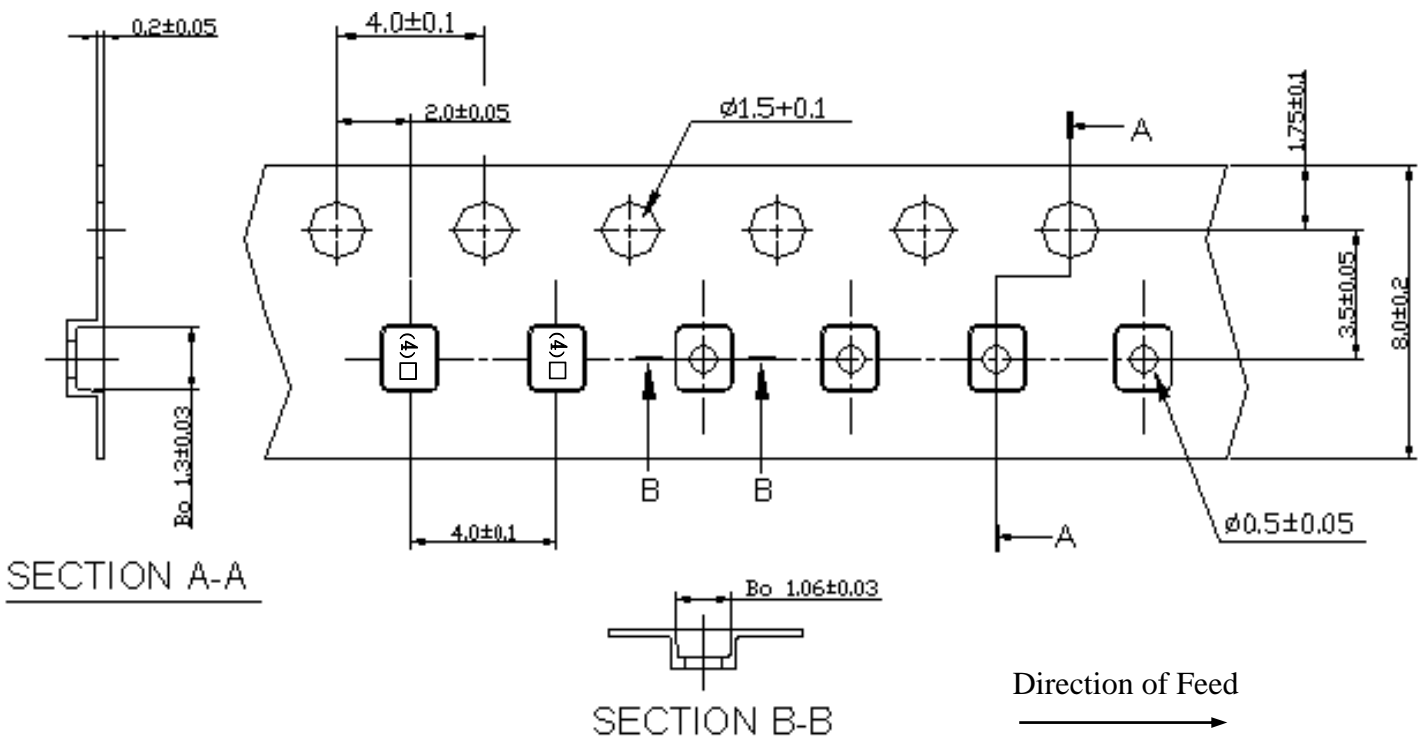 0.2±0.05
4.0±0.1
2.0±0.05
ø1.5+0.1
A
1.75±0.1
3.5±0.05
8.0±0.2
(4)□
(4)□
Bo 1.3±0.03
B
B
4.0±0.1
A
ø0.5±0.05
SECTION A-A
Bo 1.06±0.03
SECTION B-B
Direction of Feed